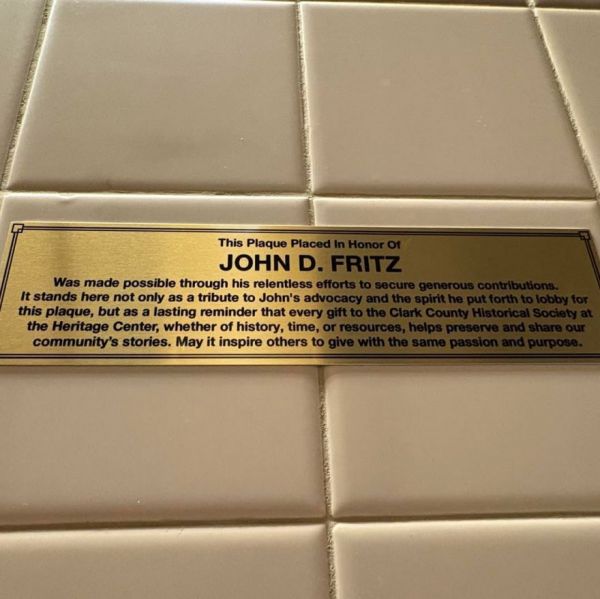 This Plaque Placed In Honor Of
JOHN D. FRITZ
Was made possible through his relentless efforts to secure generous contributions.
It stands here not only as a tribute to John's advocacy and the spirit he put forth to lobby for
this plaque, but as a lasting reminder that every gift to the Clark County Historical Society at
the Heritage Center, whether of history, time, or resources, helps preserve and share our
community's stories. May it inspire others to give with the same passion and purpose.